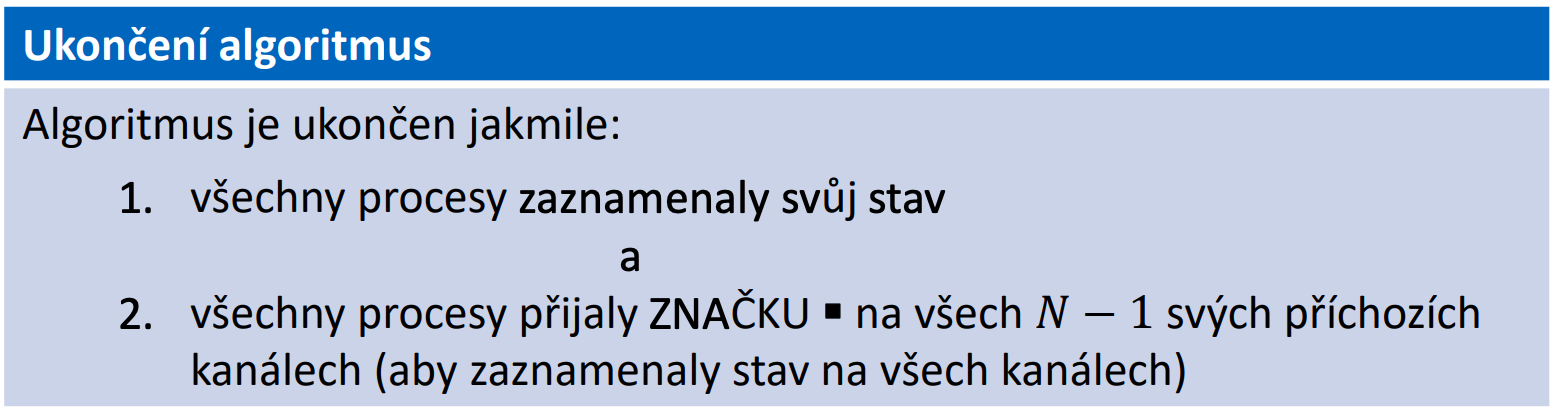 Ukončení algoritmus
Algoritmus je ukončen jakmile:
1. všechny procesy zaznamenaly svůj stav
a
2. všechny procesy přijaly ZNAČKU ▪ na všech N − 1 svých příchozích
kanálech (aby zaznamenaly stav na všech kanálech)